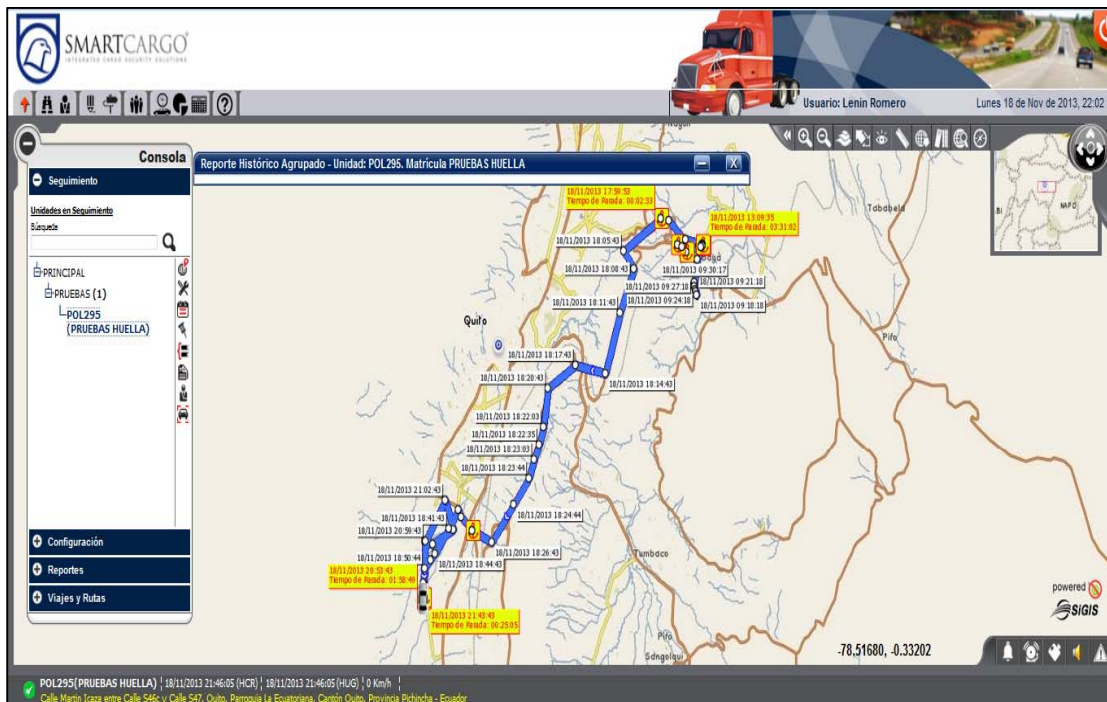 SMARTCARGO
INTEGRATED CARGO SECURITY SOLUTIONS
Usuario: Lenin Romero
Lunes 18 de Nov de 2013, 22:02
Consola
Seguimiento
Unidades en Seguimiento
Búsqueda
PRINCIPAL
PRUEBAS (1)
POL295
(PRUEBAS HUELLA)
Configuración
Reportes
Viajes y Rutas
Reporte Histórico Agrupado - Unidad: POL295. Matrícula PRUEBAS HUELLA
18/11/2013 17:59:53
Tiempo de Parada: 00:02:33
18/11/2013 13:09:35
Tiempo de Parada: 03:31:02
Tababela
NAPO
18/11/2013 18:05:43
18/11/2013 18:08:43
18/11/2013 09:30:17
18/11/2013 09:27:18
18/11/2013 09:21:18
18/11/2013 09:24:18
18/11/2013 18:11:43
18/11/2013 09:18:18
Quito
Pifo
18/11/2013 18:17:43
18/11/2013 18:20:43
18/11/2013 18:14:43
18/11/2013 18:22:03
18/11/2013 18:22:35
18/11/2013 18:23:03
18/11/2013 18:23:44
18/11/2013 21:02:43
18/11/2013 18:41:43
18/11/2013 18:24:44
18/11/2013 20:59:43
18/11/2013 18:26:43
18/11/2013 18:50:44
18/11/2013 18:44:43
Tumbaco
18/11/2013 20:53:43
Tiempo de Parada: 01:58:49
18/11/2013 21:43:43
Tiempo de Parada: 00:25:05
Pifo
Sangolqui
powered
SIGIS
-78,51680, -0.33202
POL295(PRUEBAS HUELLA) ¦ 18/11/2013 21:46:05 (HCR) ¦ 18/11/2013 21:46:05 (HUG) ¦ 0 Km/h ¦
Calle Martin Icaza entre Calle S46c y Calle S47, Quito, Parroquia La Ecuatoriana, Cantón Quito, Provincia Pichincha - Ecuador